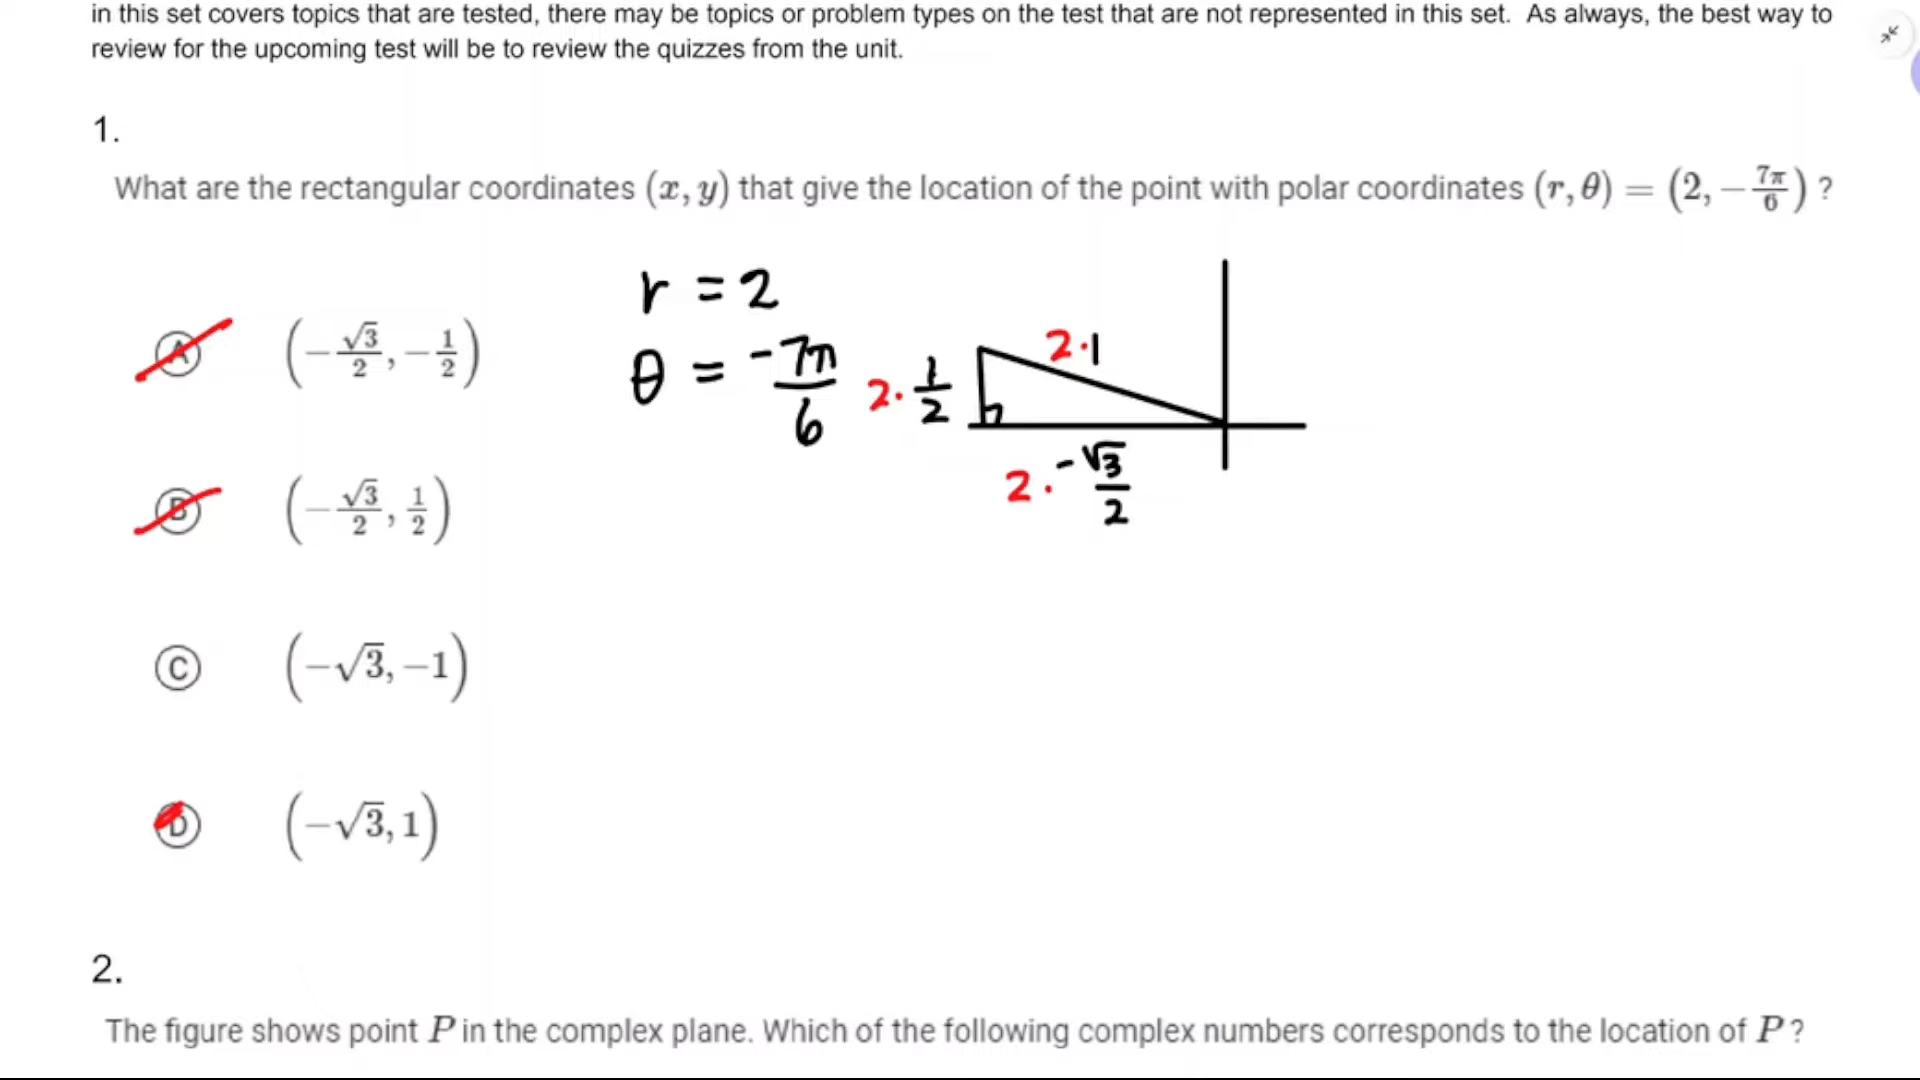 in this set covers topics that are tested, there may be topics or problem types on the test that are not represented in this set.  As always, the best way to
review for the upcoming test will be to review the quizzes from the unit.
1.
What are the rectangular coordinates (x, y) that give the location of the point with polar coordinates (r, θ) = (2, −7π/6) ?
r = 2
θ = -7π/6
2·1
2·1/2
2·-√3/2
A (−√3/2, −1/2)
B (−√3/2, 1/2)
C (−√3, −1)
D (−√3, 1)
2.
The figure shows point P in the complex plane. Which of the following complex numbers corresponds to the location of P ?